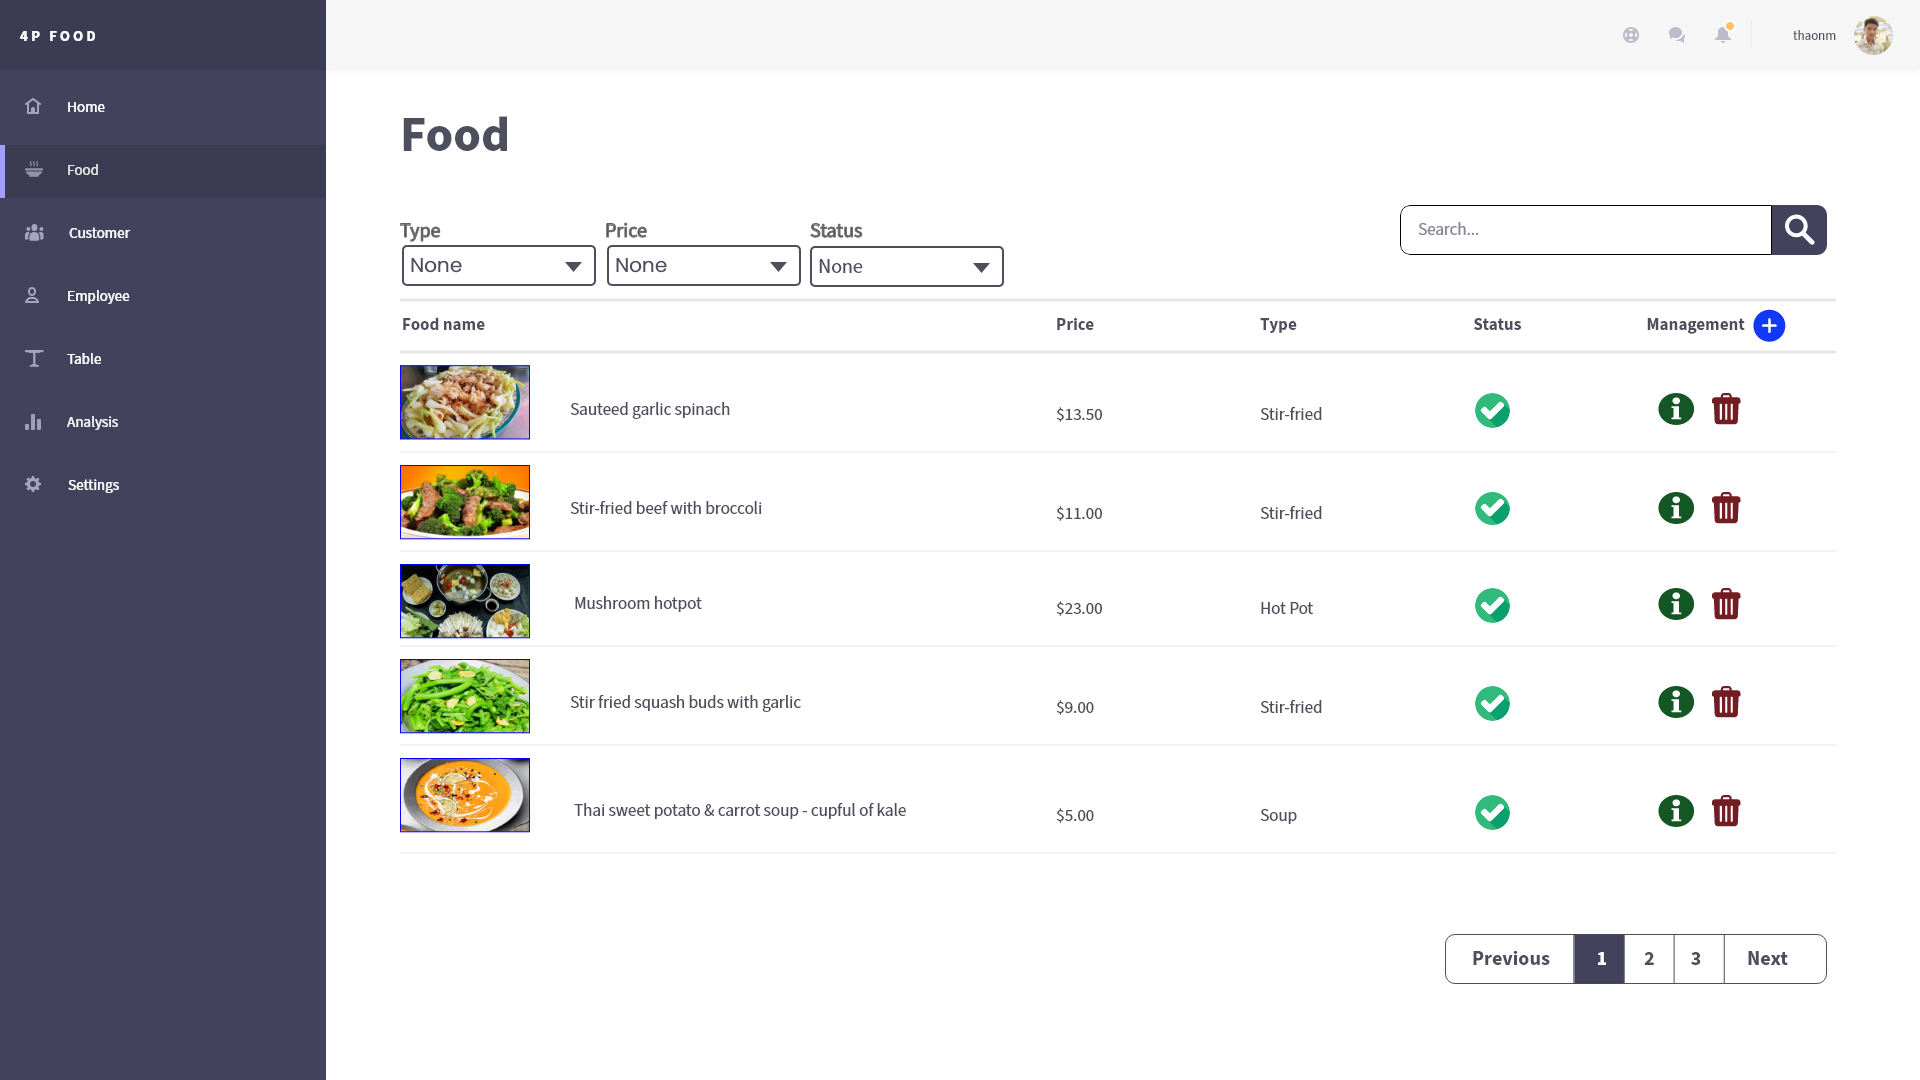 4P FOOD
thaonm
Home
Food
Customer
Employee
Table
Analysis
Settings
Food
Type
Price
Status
None
None
None
Search...
Food name
Price
Type
Status
Management
Sauteed garlic spinach
$13.50
Stir-fried
Stir-fried beef with broccoli
$11.00
Stir-fried
Mushroom hotpot
$23.00
Hot Pot
Stir fried squash buds with garlic
$9.00
Stir-fried
Thai sweet potato & carrot soup - cupful of kale
$5.00
Soup
Previous
1
2
3
Next